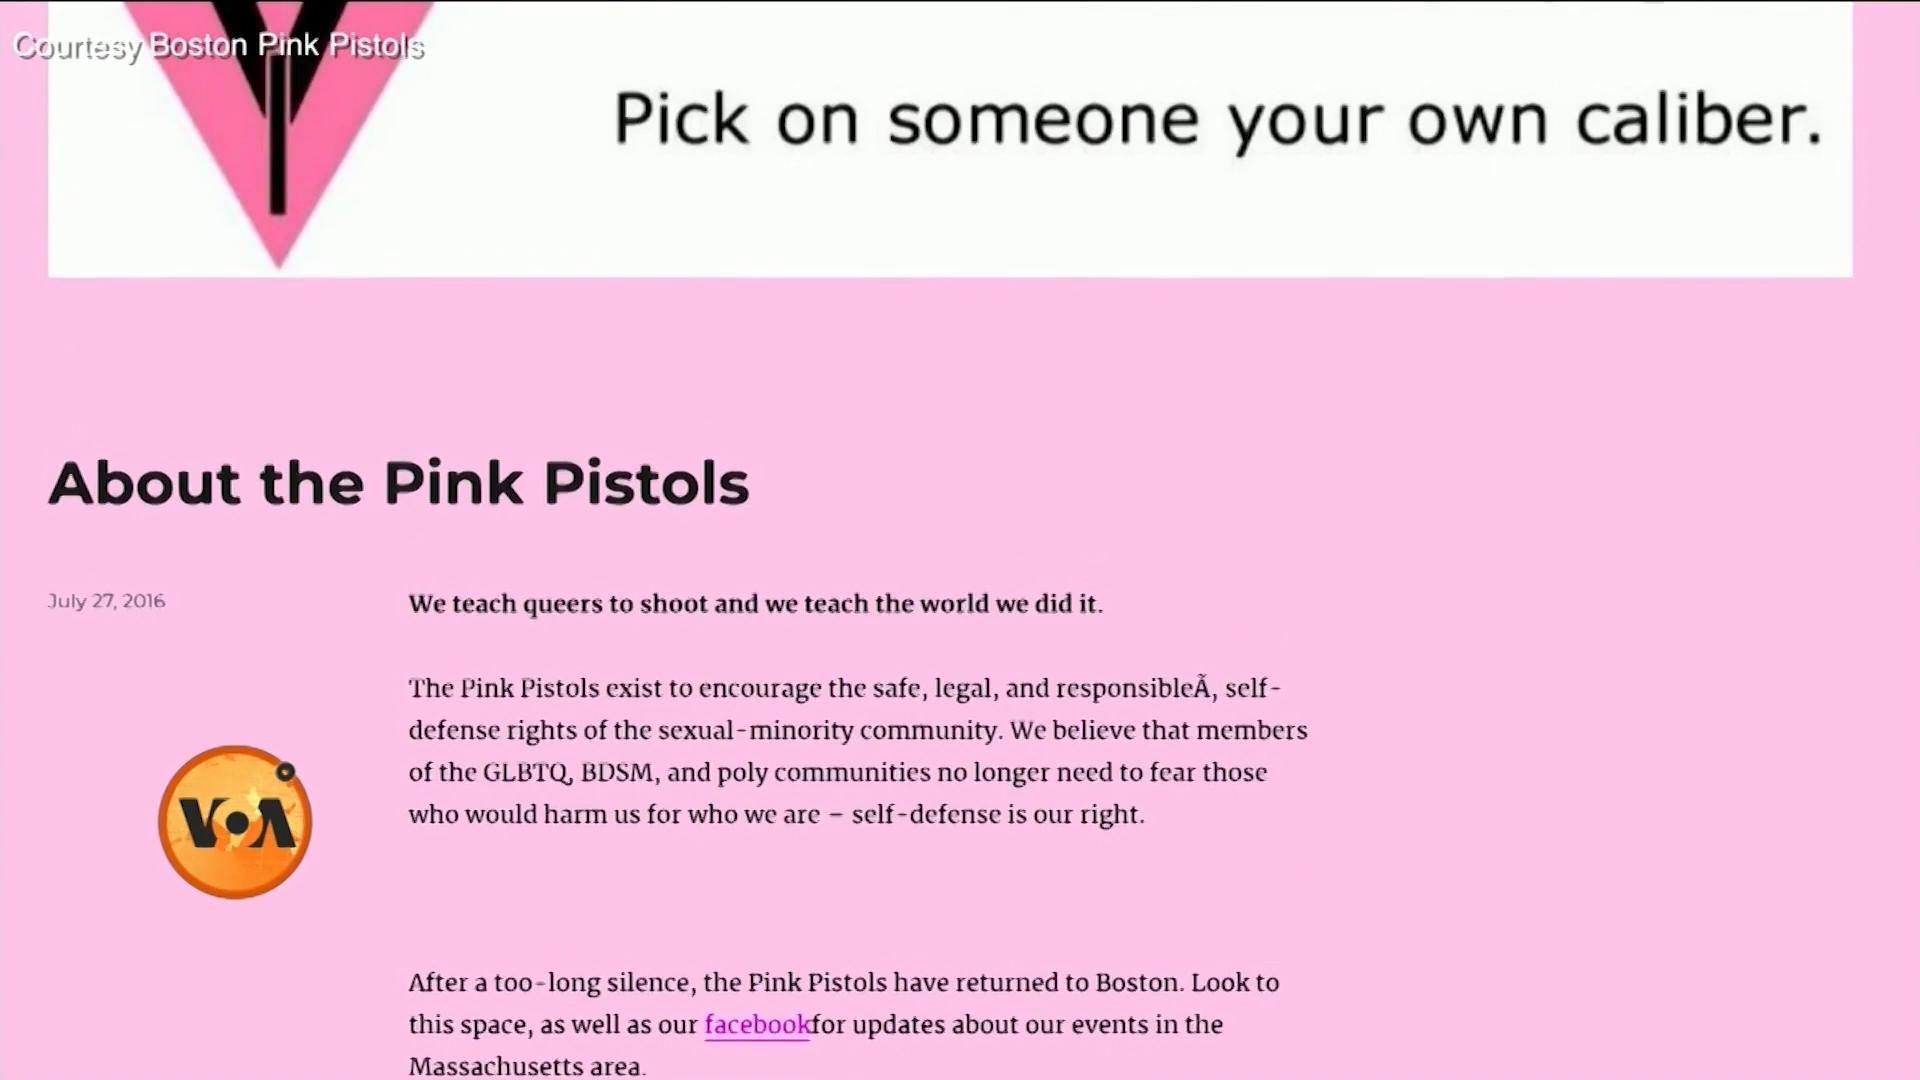 Courtesy Boston Pink Pistols
Pick on someone your own caliber.
About the Pink Pistols
July 27, 2016
We teach queers to shoot and we teach the world we did it.
The Pink Pistols exist to encourage the safe, legal, and responsibleÂ, self-
defense rights of the sexual-minority community. We believe that members
of the GLBTQ, BDSM, and poly communities no longer need to fear those
who would harm us for who we are – self-defense is our right.
VOA
After a too-long silence, the Pink Pistols have returned to Boston. Look to
this space, as well as our facebookfor updates about our events in the
Massachusetts area.